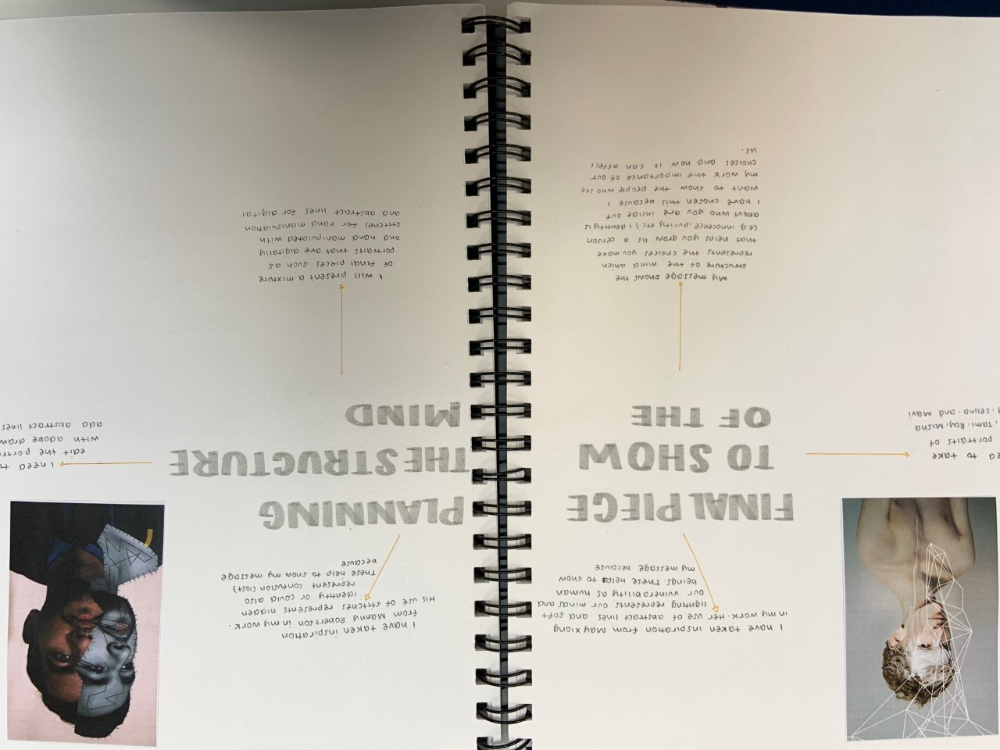 I have taken inspiration from May Xiong
in my work. Her use of abstract lines and soft
lighting represents our minds and
our vulnerability as human
beings. These helps to show
my message because
FINAL PIECE
TO SHOW
OF THE
to take
portraits of
Tami, Roy, Misha
Selina, and Mavi
My message shows the
structure of the mind which
represents the choices you make
that helps you grow as a person
(e.g. innocence, purity etc) identity is
about who you are inside out.
I have chosen this because I
want to show the people who see
my work the importance of our
choices and how it can affect
us.
I have taken inspiration
from Manny Robertson in my work.
His use of stitches represents hidden
identity or could also
represent confusion (lost)
These help to show my message
because
PLANNING
THE STRUCTURE
MIND
I need
edit the
with adobe draw
add abstract lines
I will present a mixture
of final pieces such as
portraits that are digitally
and hand manipulated with
stitches for hand manipulation
and abstract lines for digital